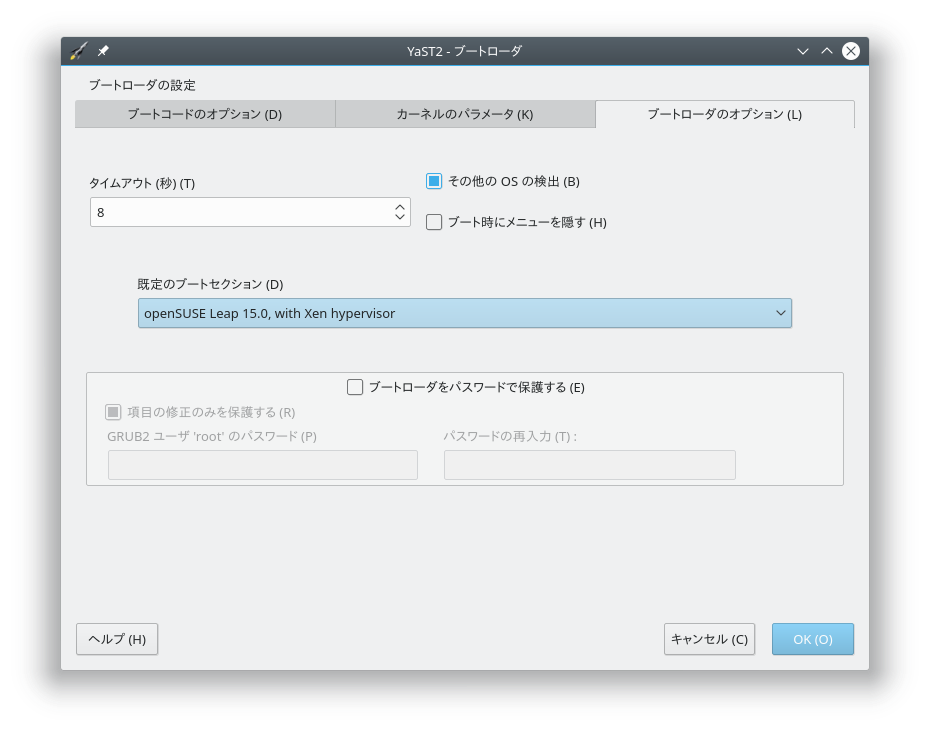 YaST2 - ブートローダ
ブートローダの設定
ブートコードのオプション (D)
カーネルのパラメータ (K)
ブートローダのオプション (L)
タイムアウト (秒) (T)
その他の OS の検出 (B)
8
ブート時にメニューを隠す (H)
既定のブートセクション (D)
openSUSE Leap 15.0, with Xen hypervisor
ブートローダをパスワードで保護する (E)
項目の修正のみを保護する (R)
GRUB2 ユーザ 'root' のパスワード (P)
パスワードの再入力 (T) :
ヘルプ (H)
キャンセル (C)
OK (O)